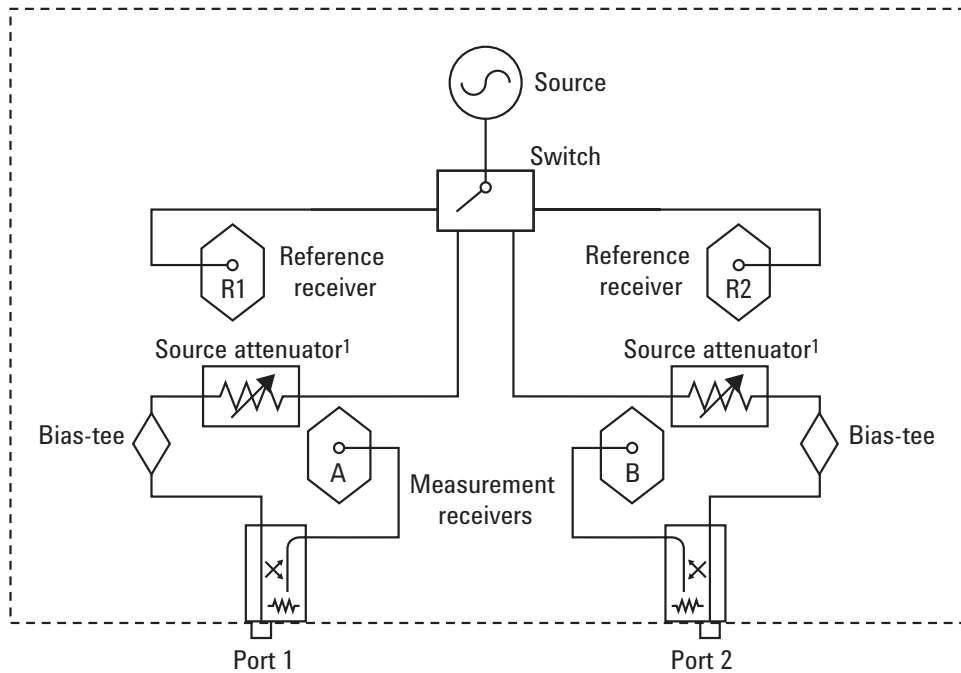 Source
Switch
Reference
receiver
R1
Reference
receiver
R2
Source attenuator¹
Source attenuator¹
Bias-tee
A
Measurement
receivers
B
Bias-tee
Port 1
Port 2